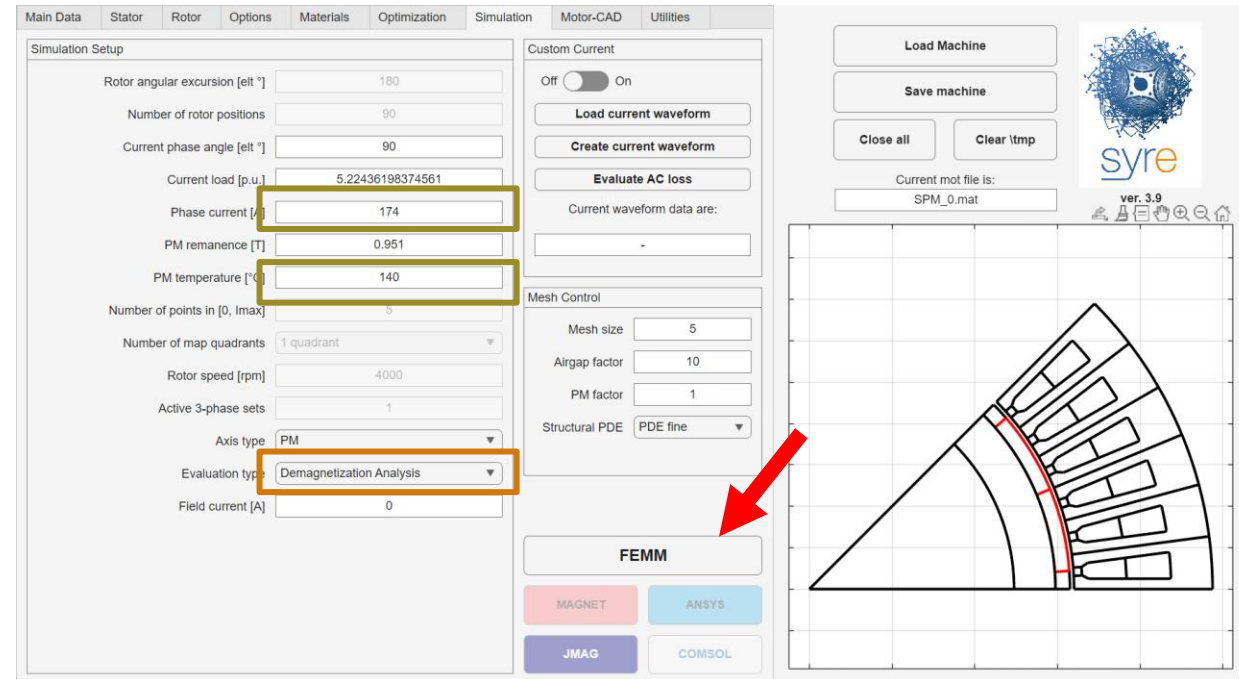 Main Data Stator Rotor Options Materials Optimization Simulation Motor-CAD Utilities
Simulation Setup
Rotor angular excursion [elt °] 180
Number of rotor positions 90
Current phase angle [elt °] 90
Current load [p.u.] 5.22436198374561
Phase current [A] 174
PM remanence [T] 0.951
PM temperature [°C] 140
Number of points in [0, Imax] 5
Number of map quadrants 1 quadrant
Rotor speed [rpm] 4000
Active 3-phase sets 1
Axis type PM
Evaluation type Demagnetization Analysis
Field current [A] 0
Custom Current
Off On
Load current waveform
Create current waveform
Evaluate AC loss
Current waveform data are:
-
Mesh Control
Mesh size 5
Airgap factor 10
PM factor 1
Structural PDE PDE fine
FEMM
MAGNET ANSYS
JMAG COMSOL
Load Machine
Save machine
Close all Clear \tmp
Current mot file is:
SPM_0.mat
syre
ver. 3.9